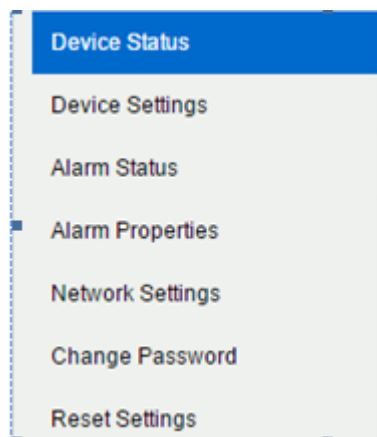 Device Status
Device Settings
Alarm Status
Alarm Properties
Network Settings
Change Password
Reset Settings